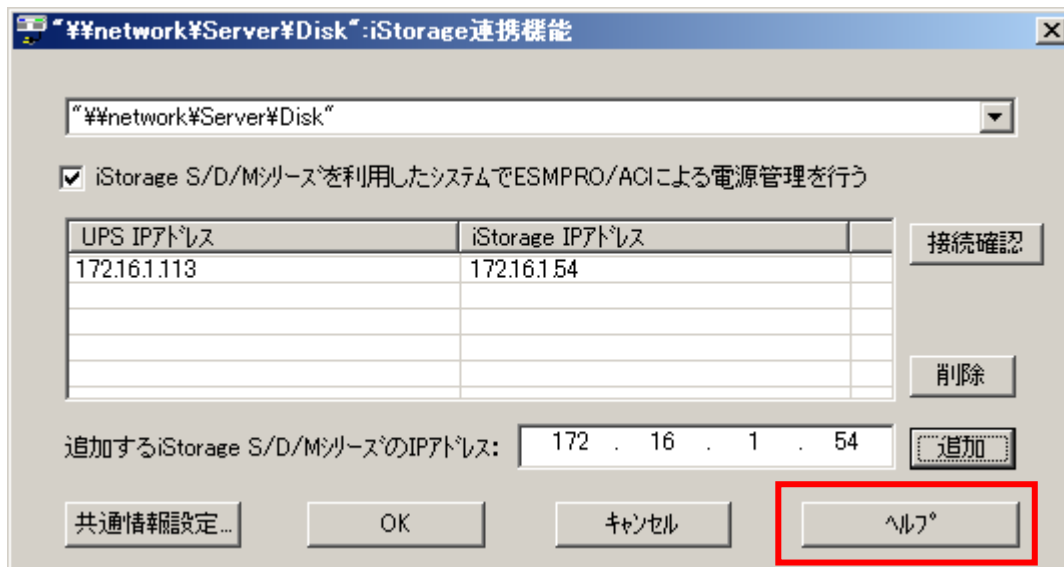 "¥¥network¥Server¥Disk":iStorage連携機能
"¥¥network¥Server¥Disk"
iStorage S/D/Mシリーズを利用したシステムでESMPRO/ACIによる電源管理を行う
UPS IPアドレス iStorage IPアドレス
接続確認
172.16.1.113 172.16.1.54
削除
追加するiStorage S/D/MシリーズのIPアドレス: 172 . 16 . 1 . 54 追加
共通情報設定... OK キャンセル ヘルプ